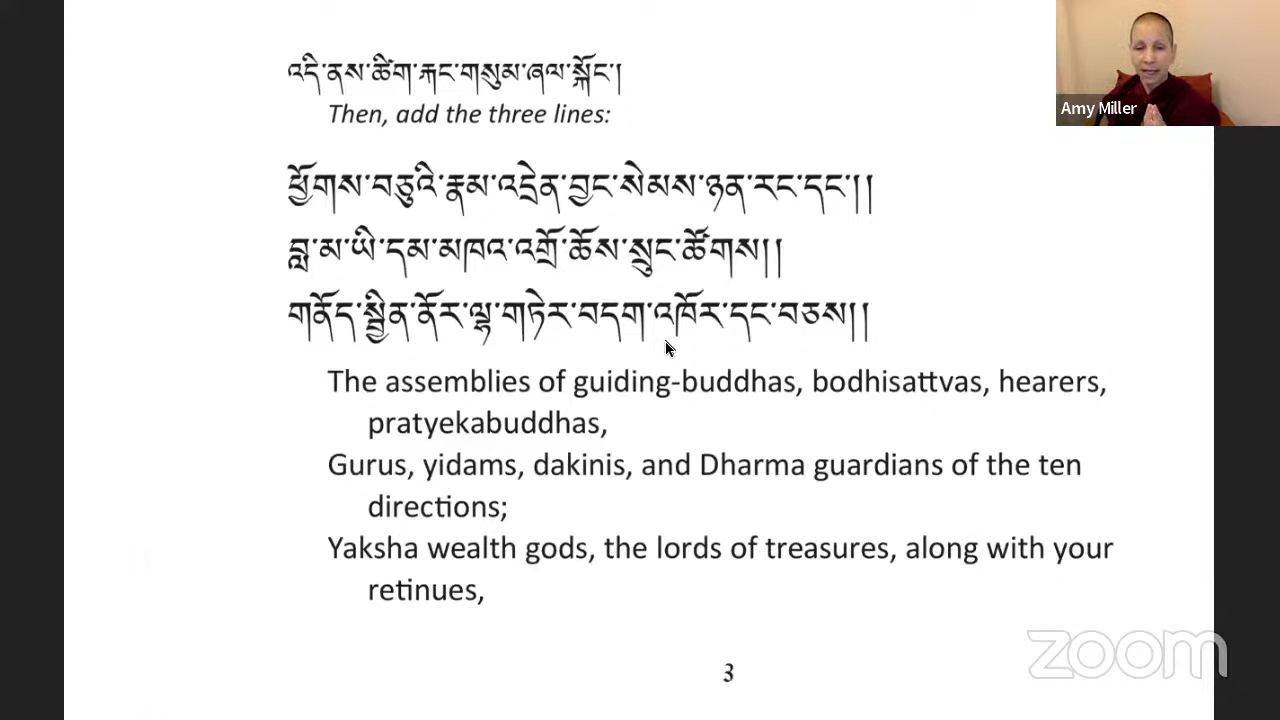 འདི་ནས་ཚིག་རྐང་གསུམ་ཞལ་སྐོང་།
Then, add the three lines:
ཕྱོགས་བཅུའི་རྣམ་འདྲེན་བྱང་སེམས་ཉན་རང་དང་།།
བླ་མ་ཡི་དམ་མཁའ་འགྲོ་ཆོས་སྲུང་ཚོགས།།
གནོད་སྦྱིན་ནོར་ལྷ་གཏེར་བདག་འཁོར་དང་བཅས།།
The assemblies of guiding-buddhas, bodhisattvas, hearers,
pratyekabuddhas,
Gurus, yidams, dakinis, and Dharma guardians of the ten
directions;
Yaksha wealth gods, the lords of treasures, along with your
retinues,
3
Amy Miller
zoom